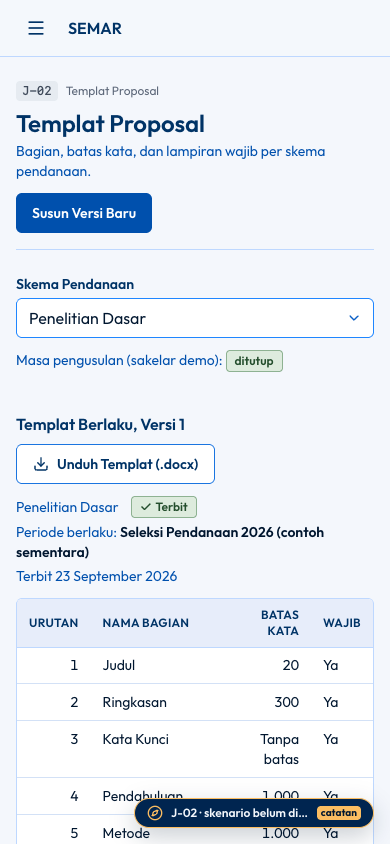 SEMAR
J-02 Templat Proposal
Templat Proposal
Bagian, batas kata, dan lampiran wajib per skema
pendanaan.
Susun Versi Baru
Skema Pendanaan
Penelitian Dasar
Masa pengusulan (sakelar demo): ditutup
Templat Berlaku, Versi 1
Unduh Templat (.docx)
Penelitian Dasar Terbit
Periode berlaku: Seleksi Pendanaan 2026 (contoh
sementara)
Terbit 23 September 2026
URUTAN NAMA BAGIAN BATAS KATA WAJIB
1 Judul 20 Ya
2 Ringkasan 300 Ya
3 Kata Kunci Tanpa batas Ya
4 Pendahuluan 1.000 Ya
J-02 · skenario belum di... catatan
5 Metode 1.000 Ya